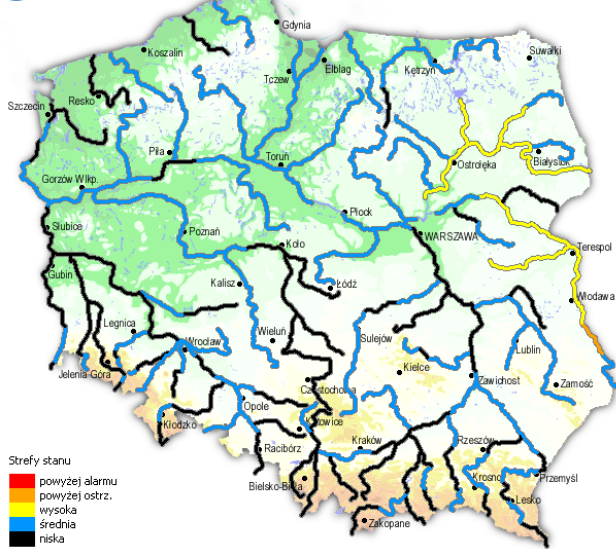 Gdynia
Koszalin
Suwałki
Tczew
Elbląg
Kętrzyn
Resko
Szczecin
Piła
Toruń
Ostrołęka
Białystok
Gorzów Wlkp.
Płock
Słubice
Poznań
Koło
WARSZAWA
Terespol
Gubin
Kalisz
Łódź
Włodawa
Legnica
Wrocław
Wieluń
Sulejów
Lublin
Jelenia Góra
Kielce
Zawichost
Zamość
Częstochowa
Opole
Kłodzko
Katowice
Racibórz
Kraków
Rzeszów
Bielsko-Biała
Krosno
Przemyśl
Lesko
Zakopane
Strefy stanu
powyżej alarmu
powyżej ostrz.
wysoka
średnia
niska